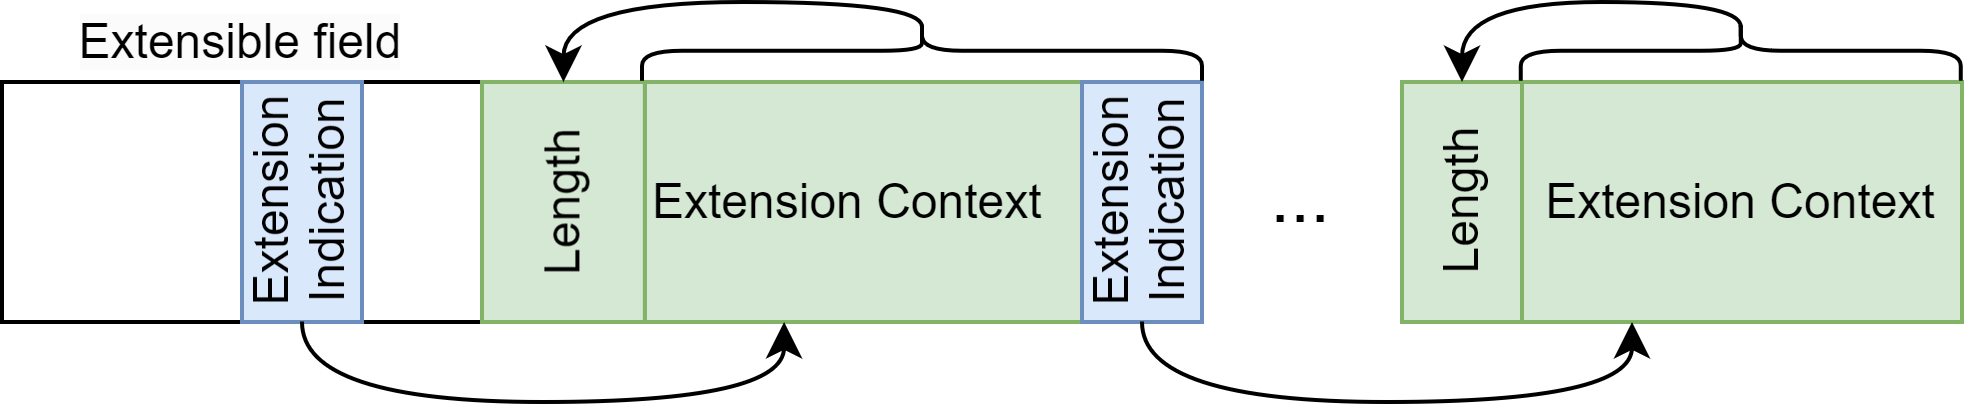 Extensible field
Extension
Indication
Length
Extension Context
Extension
Indication
...
Length
Extension Context